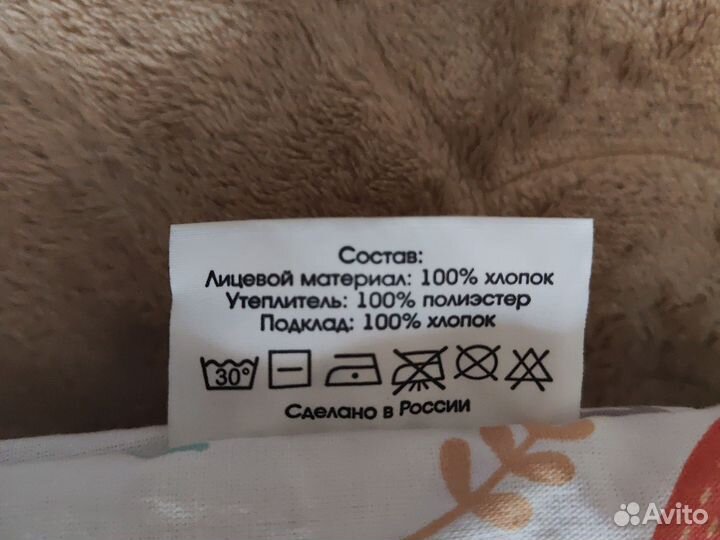 Состав:
Лицевой материал: 100% хлопок
Утеплитель: 100% полиэстер
Подклад: 100% хлопок
30°
Сделано в России
Avito